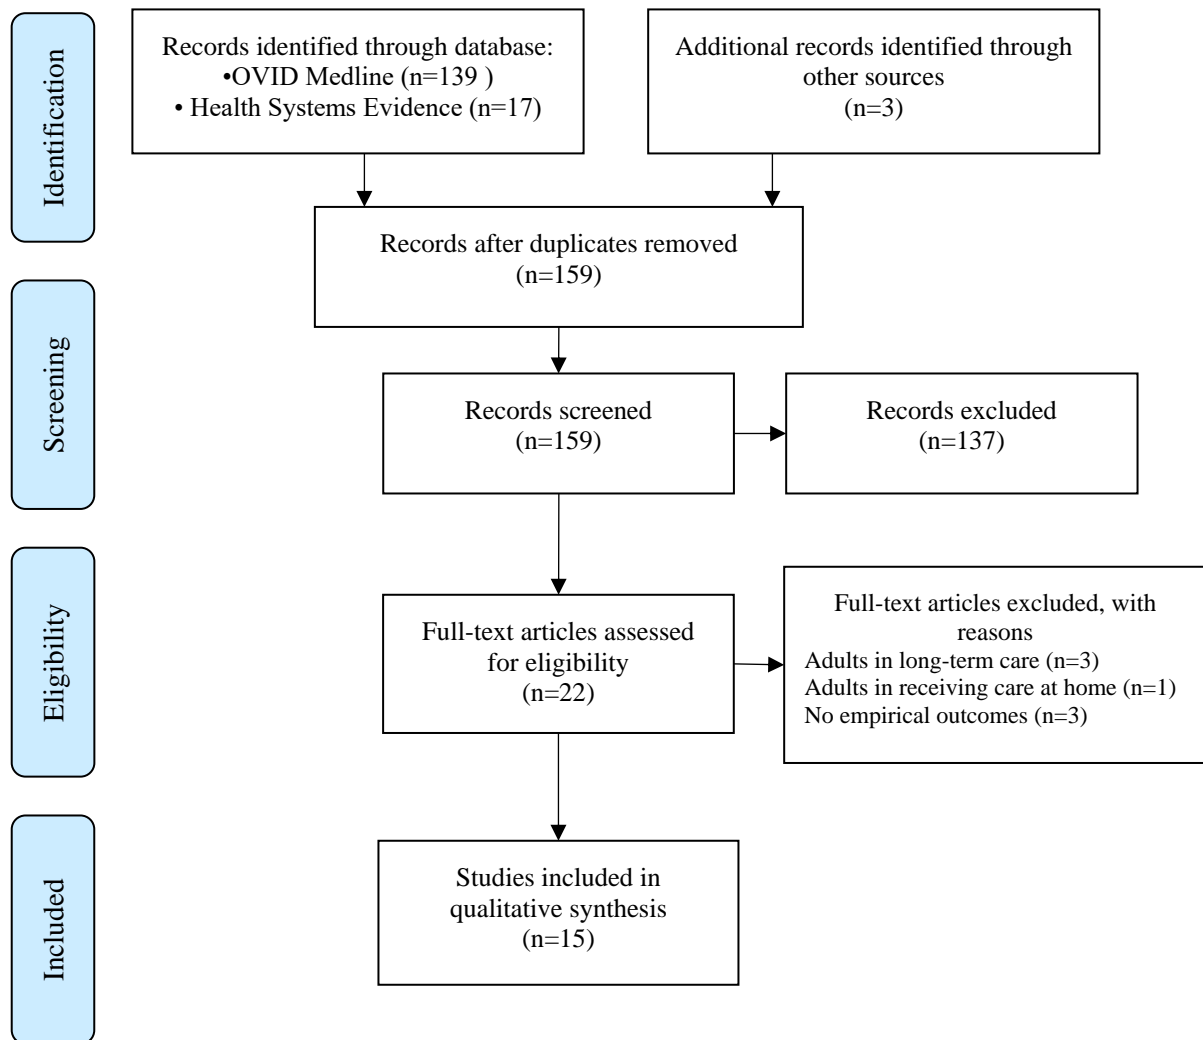 Identification
Records identified through database:
•OVID Medline (n=139 )
• Health Systems Evidence (n=17)
Additional records identified through
other sources
(n=3)
Records after duplicates removed
(n=159)
Screening
Records screened
(n=159)
Records excluded
(n=137)
Eligibility
Full-text articles assessed
for eligibility
(n=22)
Full-text articles excluded, with
reasons
Adults in long-term care (n=3)
Adults in receiving care at home (n=1)
No empirical outcomes (n=3)
Included
Studies included in
qualitative synthesis
(n=15)